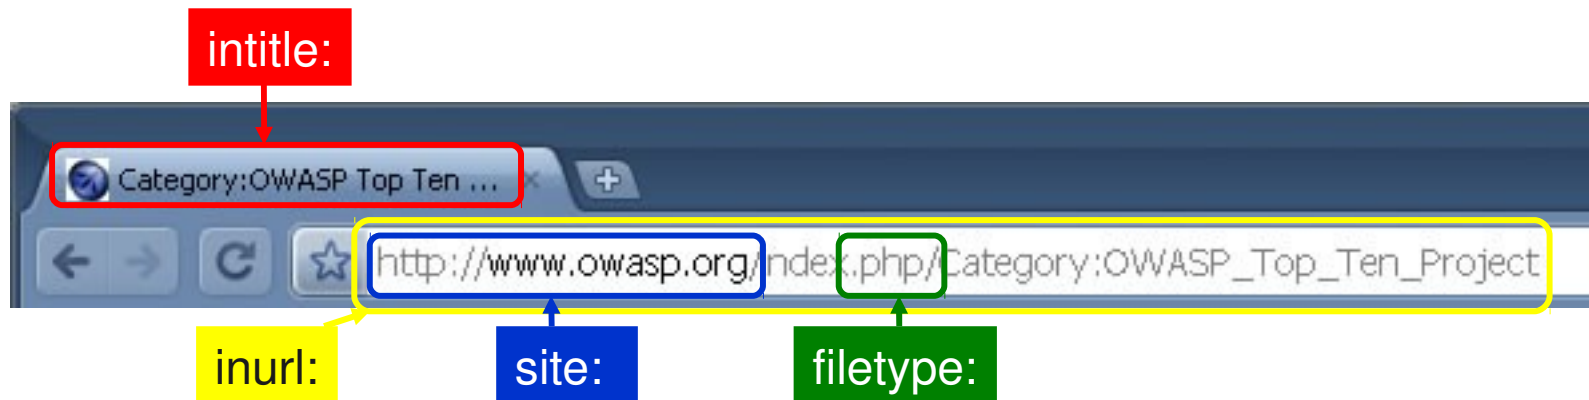 intitle:
Category:OWASP Top Ten ...
http://www.owasp.org/index.php/Category:OWASP_Top_Ten_Project
inurl: site: filetype: